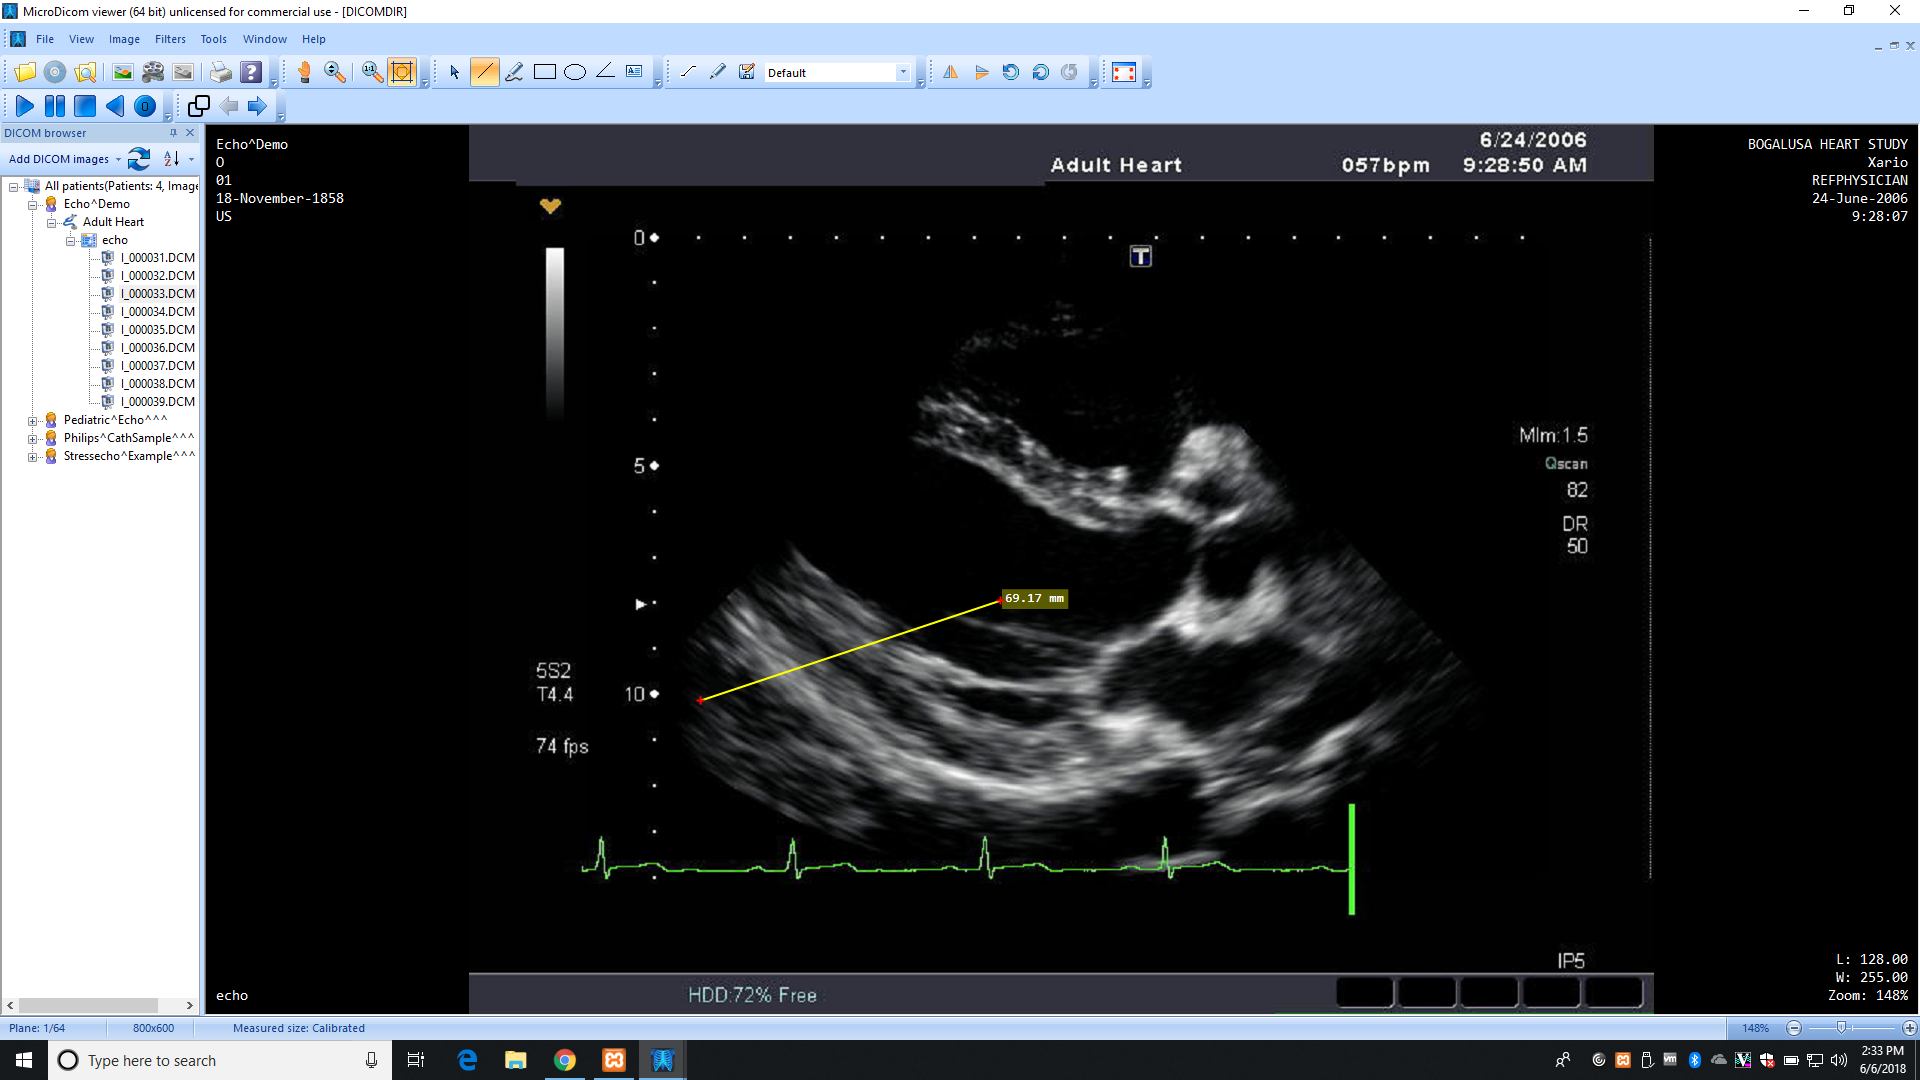 MicroDicom viewer (64 bit) unlicensed for commercial use - [DICOMDIR]
File View Image Filters Tools Window Help
1:1
Default
DICOM browser
Add DICOM images
All patients(Patients: 4, Image
Echo^Demo
Adult Heart
echo
I_000031.DCM
I_000032.DCM
I_000033.DCM
I_000034.DCM
I_000035.DCM
I_000036.DCM
I_000037.DCM
I_000038.DCM
I_000039.DCM
Pediatric^Echo^^^
Philips^CathSample^^^
Stressecho^Example^^^
Echo^Demo
O
01
18-November-1858
US
6/24/2006
Adult Heart 057bpm 9:28:50 AM
BOGALUSA HEART STUDY
Xario
REFPHYSICIAN
24-June-2006
9:28:07
0
T
5
MIm:1.5
Qscan
82
DR
50
69.17 mm
5S2
T4.4
10
74 fps
IP5
HDD:72% Free
echo
L: 128.00
W: 255.00
Zoom: 148%
Plane: 1/64 800x600 Measured size: Calibrated 148%
Type here to search
2:33 PM
6/6/2018